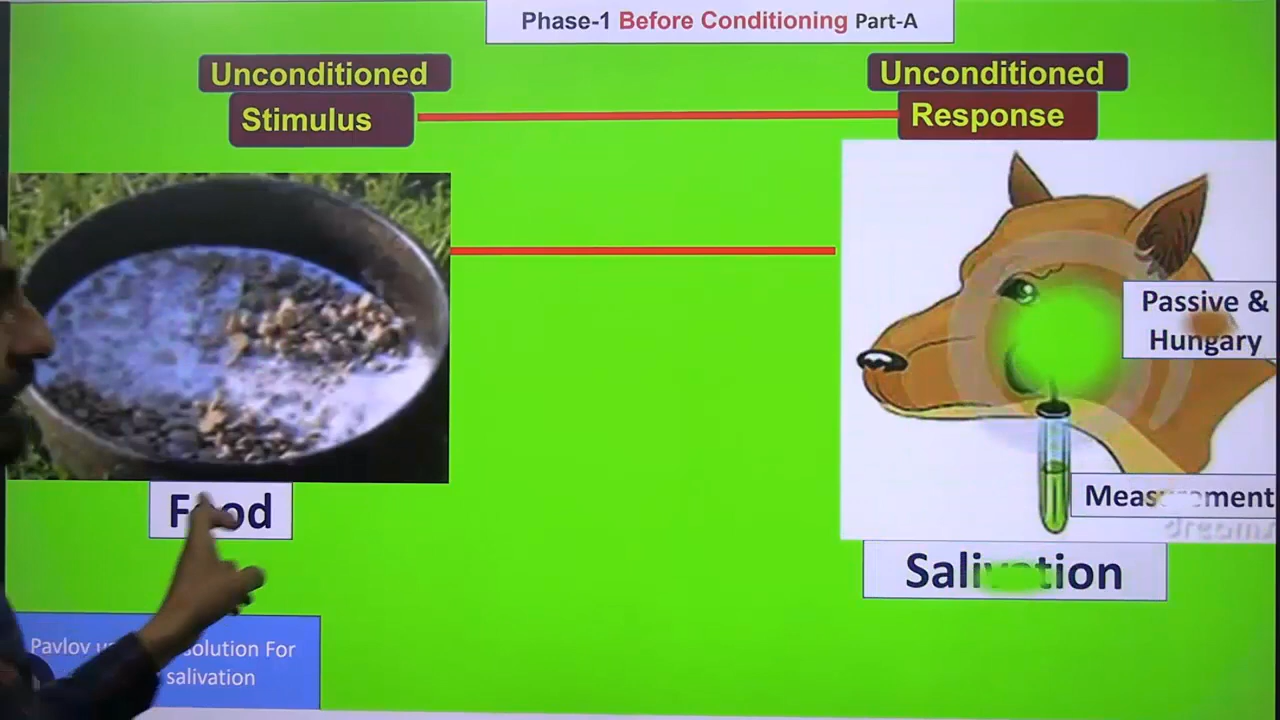 Phase-1 Before Conditioning Part-A
Unconditioned
Stimulus
Unconditioned
Response
Passive &
Hungary
Food
Salivation
Pavlov solution For
salivation